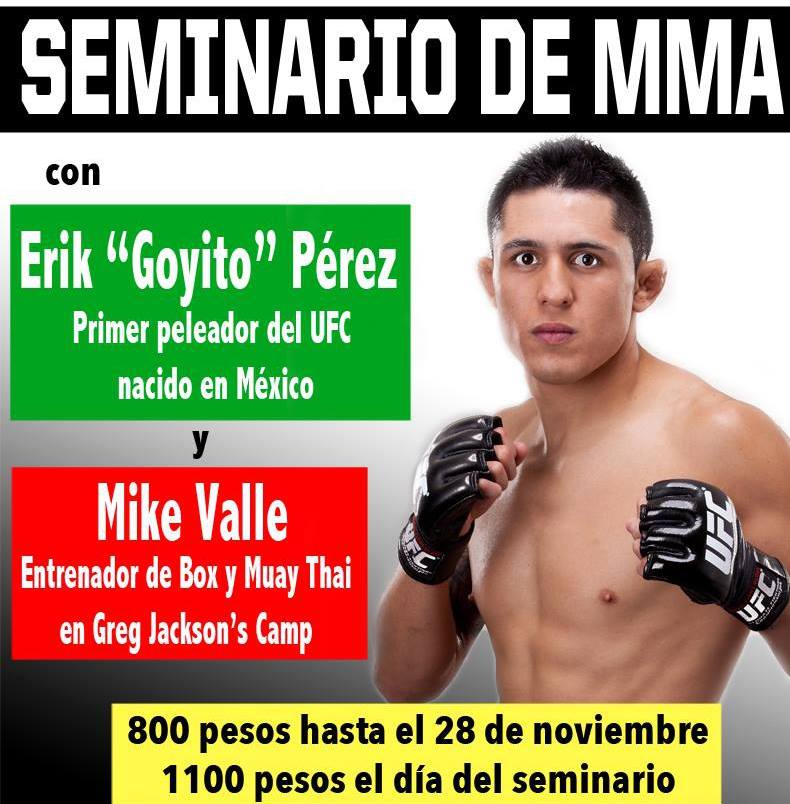 SEMINARIO DE MMA
con
Erik “Goyito” Pérez
Primer peleador del UFC
nacido en México
y
Mike Valle
Entrenador de Box y Muay Thai
en Greg Jackson’s Camp
UFC
UFC
UFC
800 pesos hasta el 28 de noviembre
1100 pesos el día del seminario